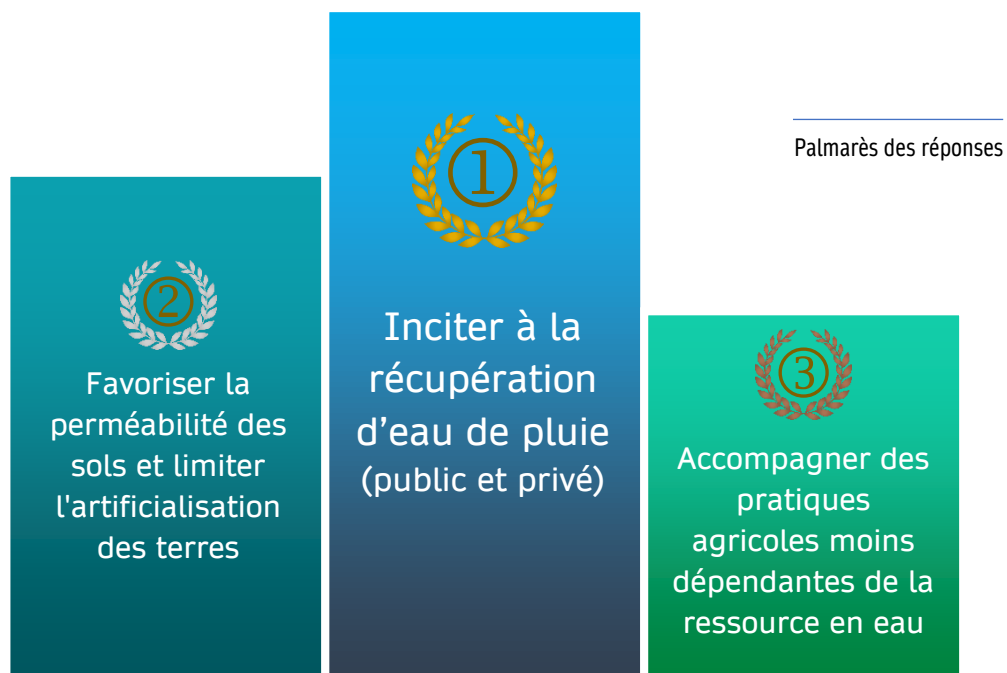 Palmarès des réponses
1
Inciter à la
récupération
d’eau de pluie
(public et privé)
2
Favoriser la
perméabilité des
sols et limiter
l'artificialisation
des terres
3
Accompagner des
pratiques
agricoles moins
dépendantes de la
ressource en eau